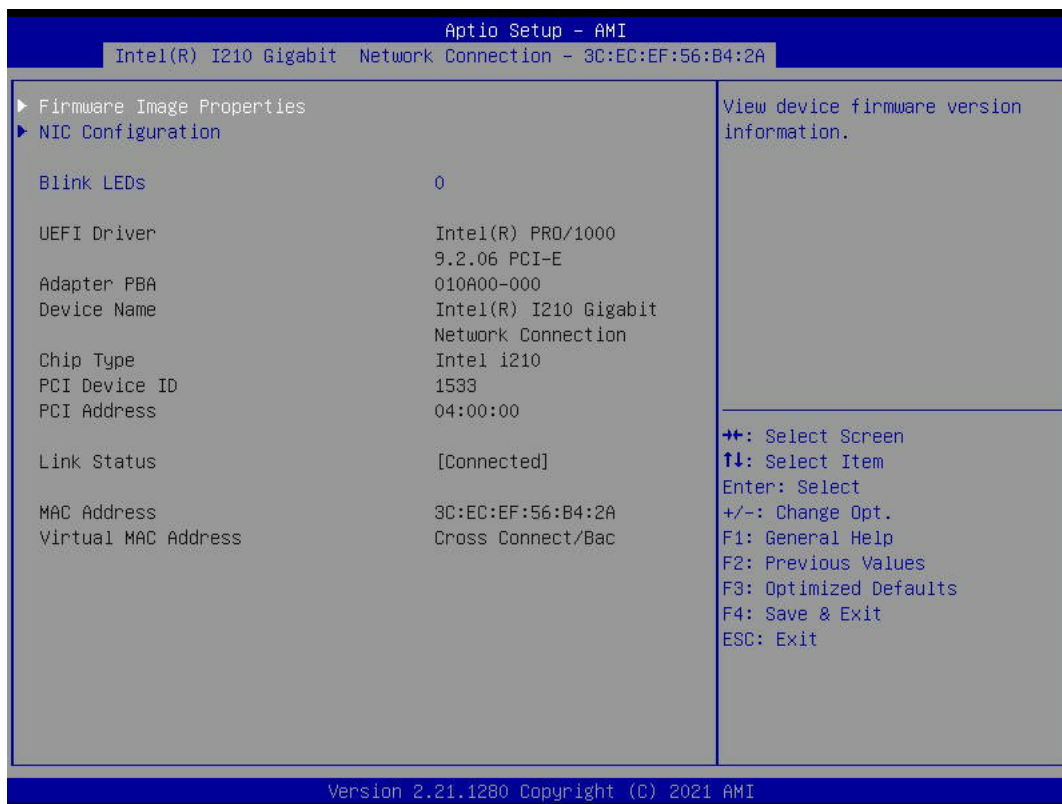 Aptio Setup - AMI
Intel(R) I210 Gigabit  Network Connection - 3C:EC:EF:56:B4:2A
Firmware Image Properties
NIC Configuration
Blink LEDs 0
UEFI Driver Intel(R) PRO/1000
9.2.06 PCI-E
Adapter PBA 010A00-000
Device Name Intel(R) I210 Gigabit
Network Connection
Chip Type Intel i210
PCI Device ID 1533
PCI Address 04:00:00
Link Status [Connected]
MAC Address 3C:EC:EF:56:B4:2A
Virtual MAC Address Cross Connect/Bac
View device firmware version
information.
→←: Select Screen
↑↓: Select Item
Enter: Select
+/-: Change Opt.
F1: General Help
F2: Previous Values
F3: Optimized Defaults
F4: Save & Exit
ESC: Exit
Version 2.21.1280 Copyright (C) 2021 AMI